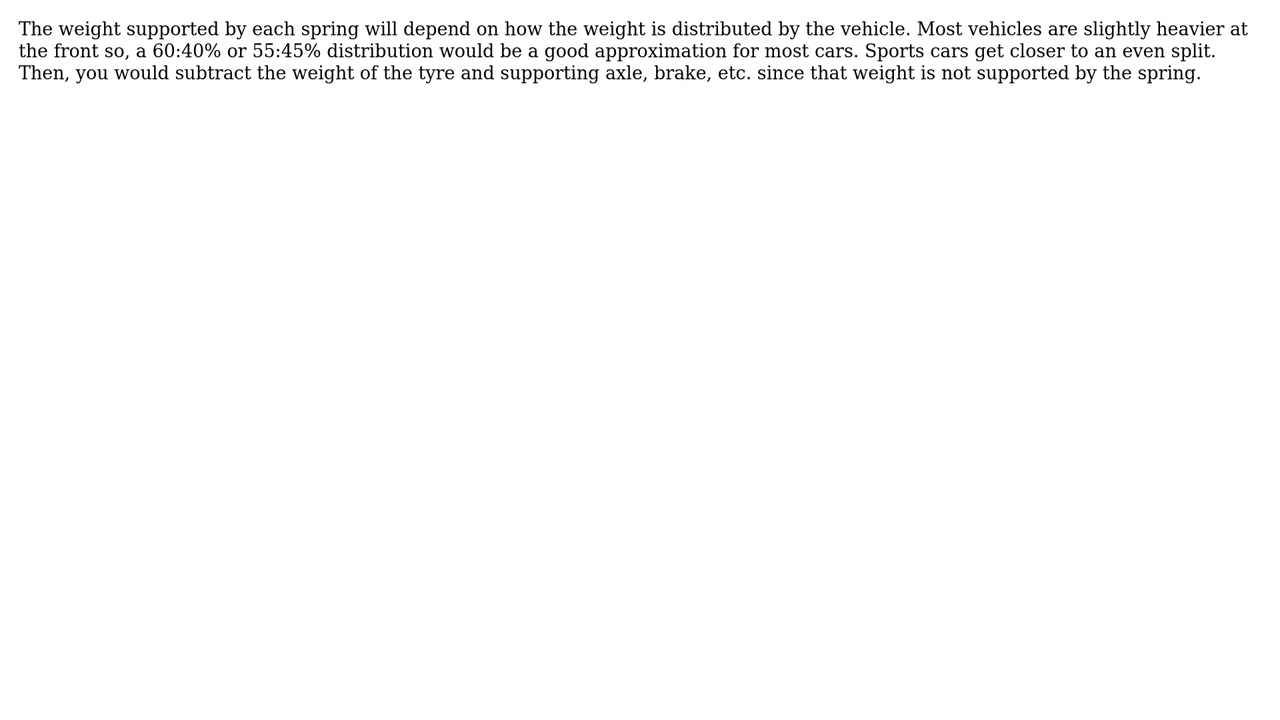 The weight supported by each spring will depend on how the weight is distributed by the vehicle. Most vehicles are slightly heavier at
the front so, a 60:40% or 55:45% distribution would be a good approximation for most cars. Sports cars get closer to an even split.
Then, you would subtract the weight of the tyre and supporting axle, brake, etc. since that weight is not supported by the spring.